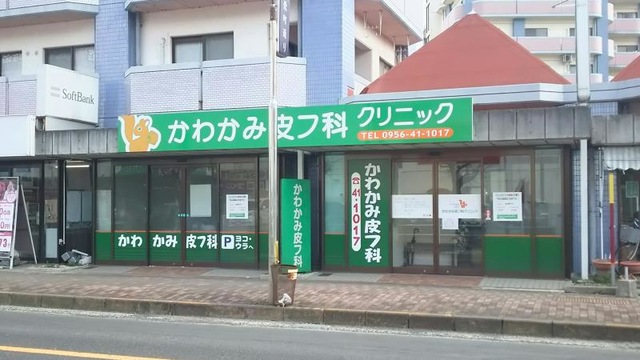 SoftBank
かわかみ皮フ科クリニック
TEL 0956-41-1017
かわかみ皮フ科
P ヨコ・ウラへ
かわかみ皮フ科
☎41・1017
かわかみ皮フ科